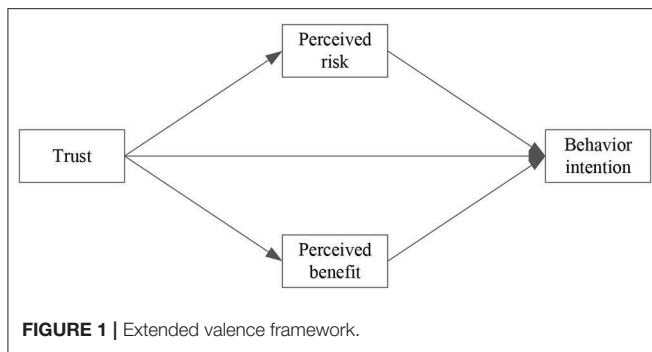 Perceived
risk
Trust
Behavior
intention
Perceived
benefit
FIGURE 1 | Extended valence framework.